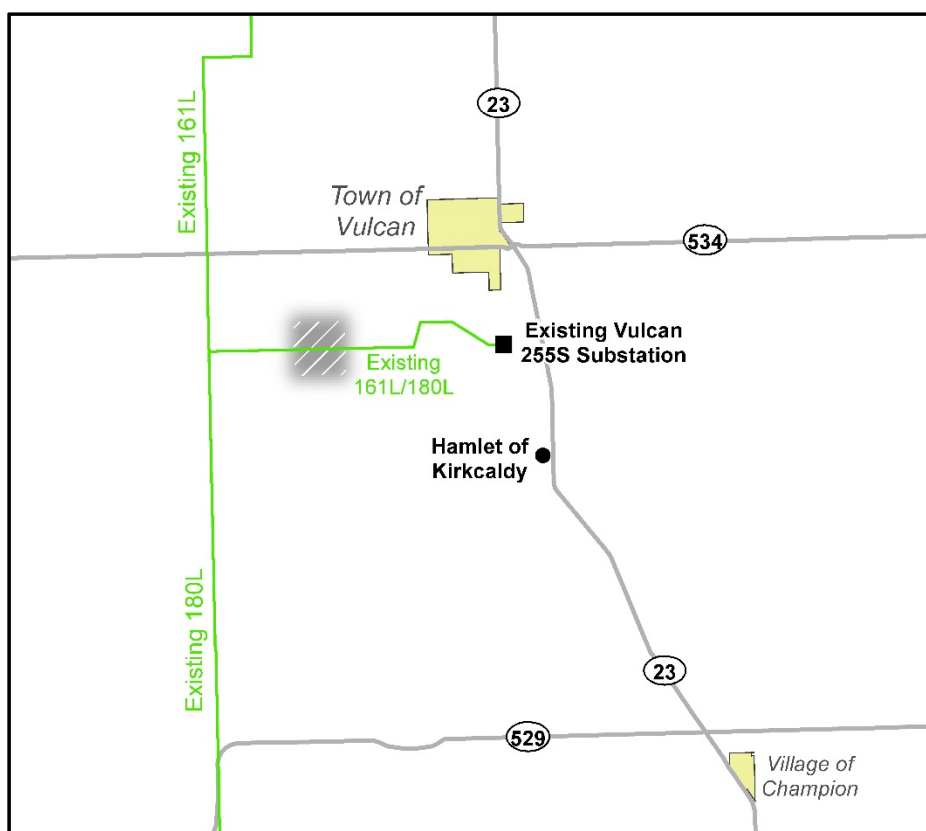 23
Existing 161L
Town of
Vulcan
534
Existing Vulcan
255S Substation
Existing
161L/180L
Hamlet of
Kirkcaldy
Existing 180L
23
529
Village of
Champion